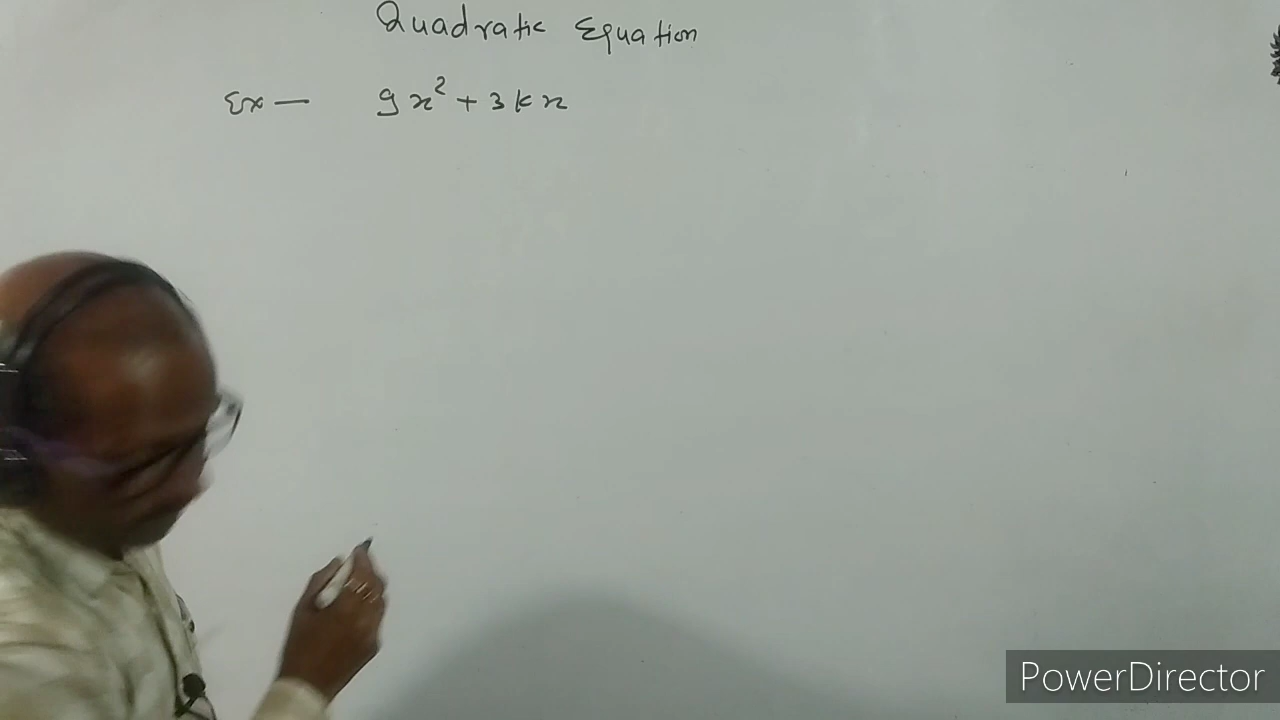 Quadratic Equation
Ex — 9x² + 3kx
PowerDirector